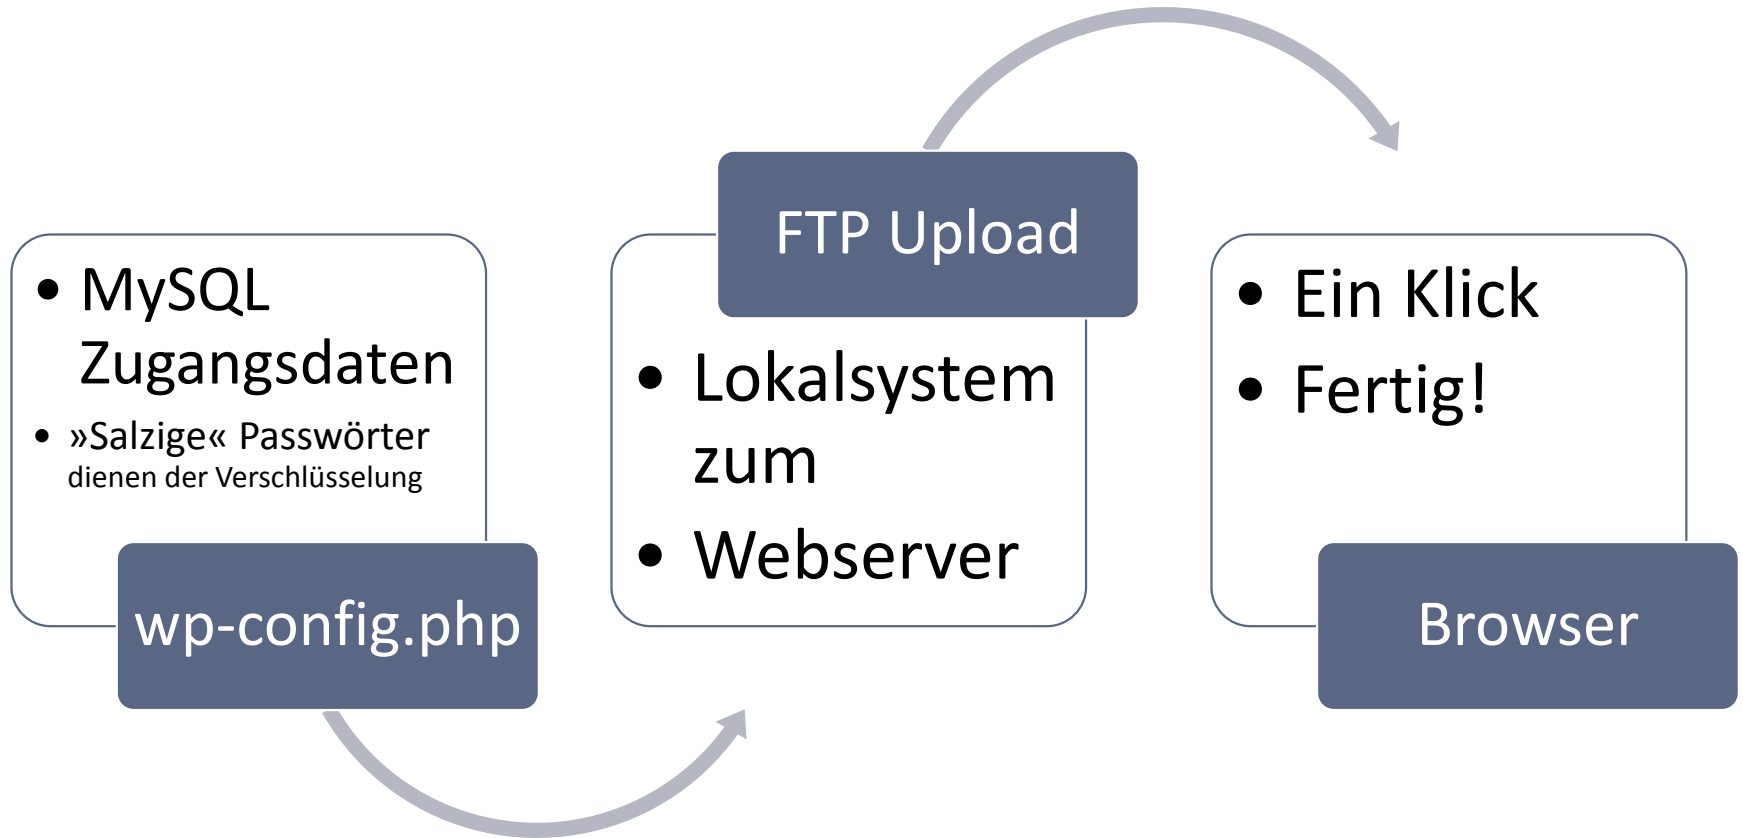 • MySQL
Zugangsdaten
• »Salzige« Passwörter
dienen der Verschlüsselung
wp-config.php
FTP Upload
• Lokalsystem
zum
• Webserver
• Ein Klick
• Fertig!
Browser